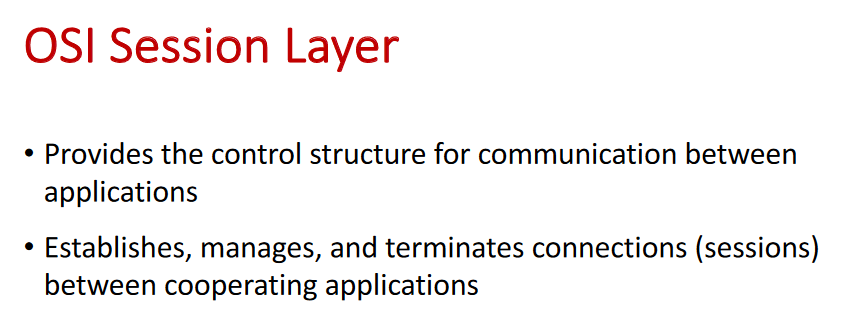 OSI Session Layer
• Provides the control structure for communication between
applications
• Establishes, manages, and terminates connections (sessions)
between cooperating applications